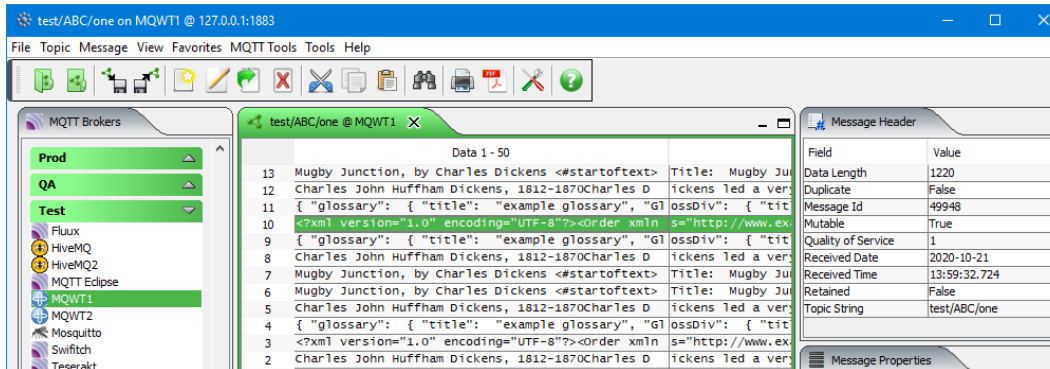 test/ABC/one on MQWT1 @ 127.0.0.1:1883
File Topic Message View Favorites MQTT Tools Tools Help
PDF
MQTT Brokers
Prod
QA
Test
Fluux
HiveMQ
HiveMQ2
MQTT Eclipse
MQWT1
MQWT2
Mosquitto
Swifitch
Teserakt
test/ABC/one @ MQWT1
Data 1 - 50
13 Mugby Junction, by Charles Dickens <#startoftext> Title: Mugby Jun
12 Charles John Huffham Dickens, 1812-1870Charles D ickens led a very
11 { "glossary": { "title": "example glossary", "Gl ossDiv": { "tit
10 <?xml version="1.0" encoding="UTF-8"?><Order xmln s="http://www.exa
9 { "glossary": { "title": "example glossary", "Gl ossDiv": { "tit
8 Charles John Huffham Dickens, 1812-1870Charles D ickens led a very
7 Mugby Junction, by Charles Dickens <#startoftext> Title: Mugby Jun
6 Mugby Junction, by Charles Dickens <#startoftext> Title: Mugby Jun
5 Charles John Huffham Dickens, 1812-1870Charles D ickens led a very
4 { "glossary": { "title": "example glossary", "Gl ossDiv": { "tit
3 <?xml version="1.0" encoding="UTF-8"?><Order xmln s="http://www.exa
2 Charles John Huffham Dickens, 1812-1870Charles D ickens led a very
Message Header
Field Value
Data Length 1220
Duplicate False
Message Id 49948
Mutable True
Quality of Service 1
Received Date 2020-10-21
Received Time 13:59:32.724
Retained False
Topic String test/ABC/one
Message Properties